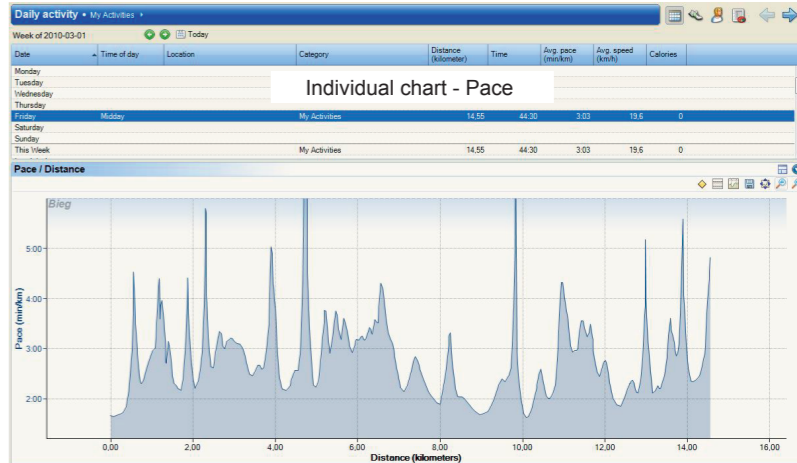 Daily activity • My Activities
Week of 2010-03-01 Today
Date Time of day Location Category Distance (kilometer) Time Avg. pace (min/km) Avg. speed (km/h) Calories
Monday
Tuesday
Wednesday
Thursday
Individual chart - Pace
Friday Midday My Activities 14,55 44:30 3:03 19,6 0
Saturday
Sunday
This Week My Activities 14,55 44:30 3:03 19,6 0
Pace / Distance
Bieg
5:00
4:00
3:00
2:00
Pace (min/km)
0,00 2,00 4,00 6,00 8,00 10,00 12,00 14,00 16,00
Distance (kilometers)